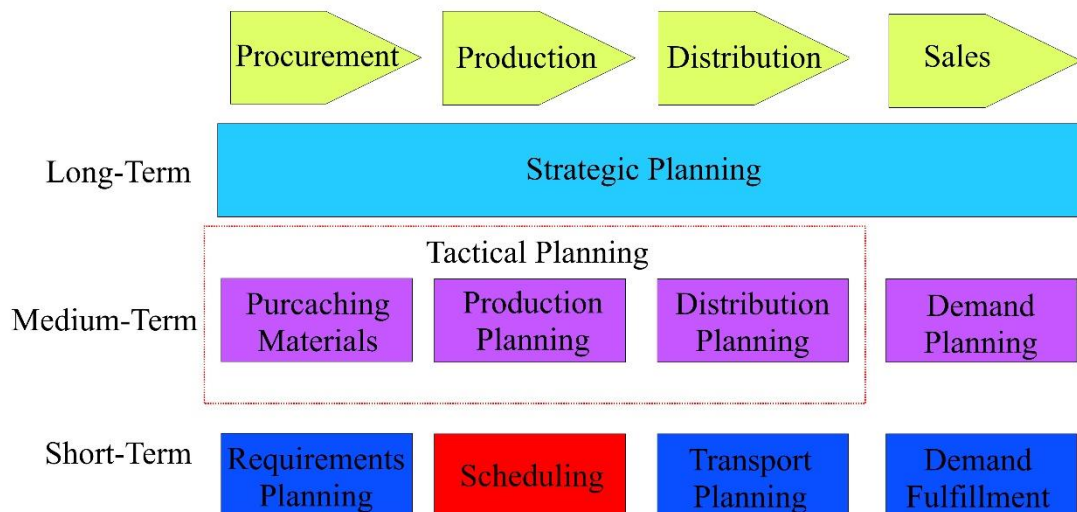 Procurement
Production
Distribution
Sales
Long-Term
Strategic Planning
Tactical Planning
Medium-Term
Purcaching
Materials
Production
Planning
Distribution
Planning
Demand
Planning
Short-Term
Requirements
Planning
Scheduling
Transport
Planning
Demand
Fulfillment